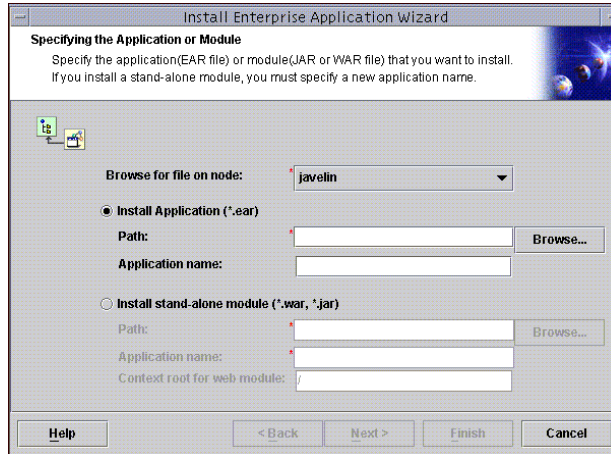 Install Enterprise Application Wizard
Specifying the Application or Module
Specify the application(EAR file) or module(JAR or WAR file) that you want to install.
If you install a stand-alone module, you must specify a new application name.
Browse for file on node: * javelin
Install Application (*.ear)
Path: * Browse...
Application name:
Install stand-alone module (*.war, *.jar)
Path: * Browse...
Application name: *
Context root for web module: /
Help <Back Next> Finish Cancel